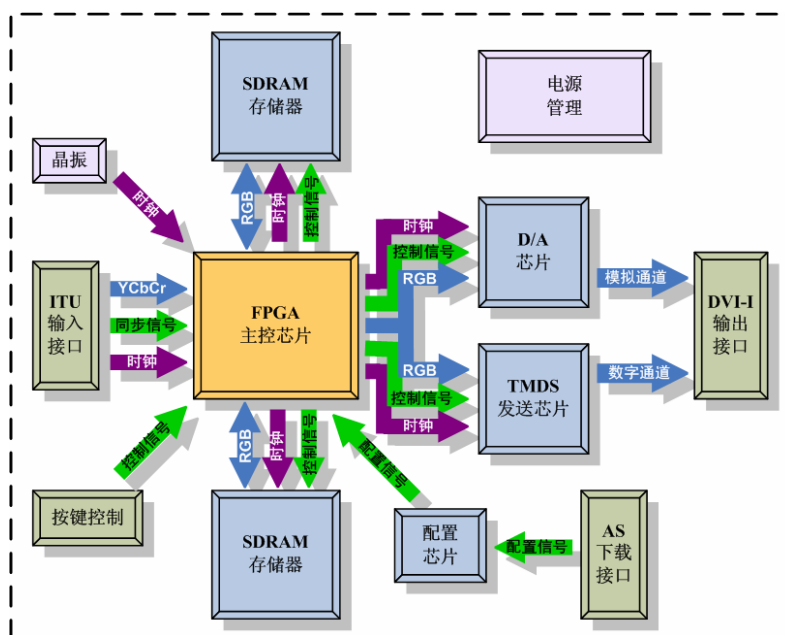 SDRAM
存储器
电源
管理
晶振
时钟
RGB
时钟
控制信号
ITU
输入
接口
YCbCr
同步信号
时钟
FPGA
主控芯片
时钟
控制信号
RGB
RGB
控制信号
时钟
D/A
芯片
模拟通道
TMDS
发送芯片
数字通道
DVI-I
输出
接口
按键控制
控制信号
RGB
时钟
控制信号
SDRAM
存储器
配置信号
配置
芯片
配置信号
AS
下载
接口